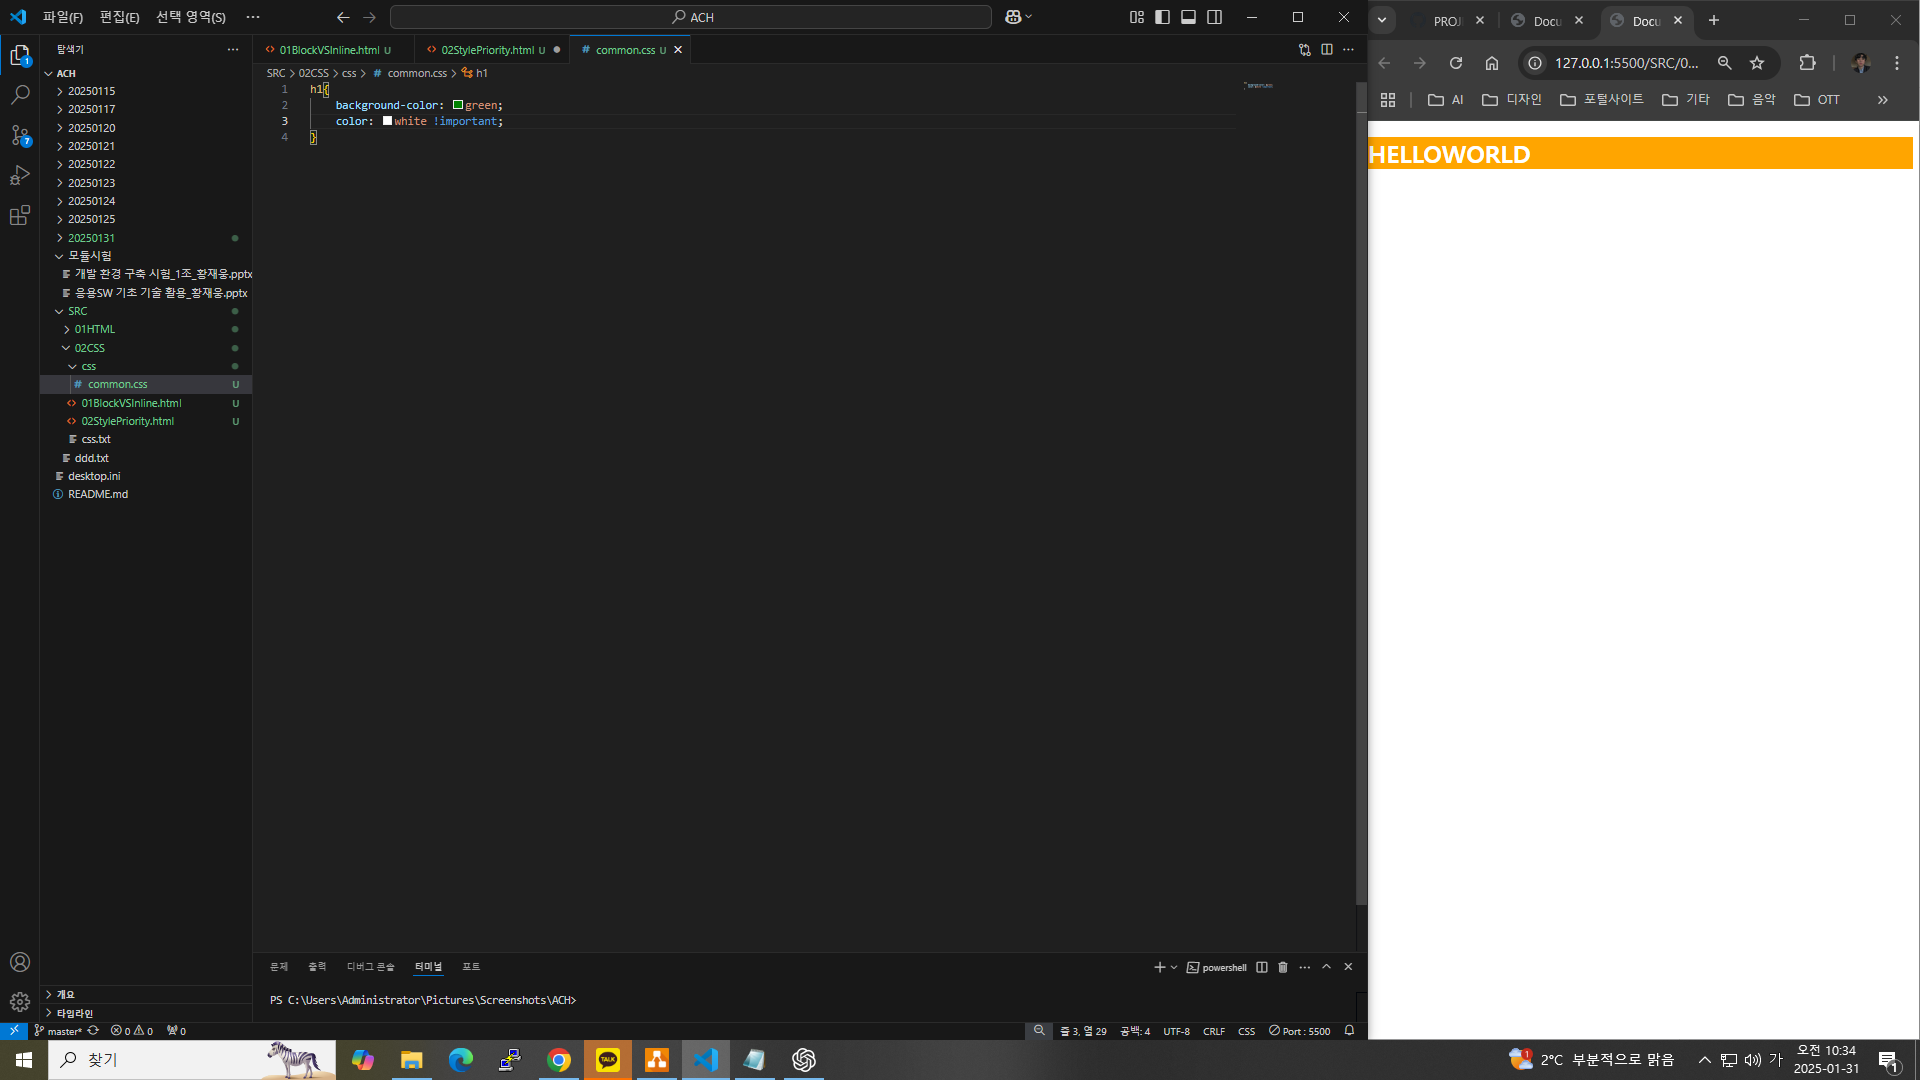 파일(F) 편집(E) 선택 영역(S) ··· ACH
탐색기 ···
ACH
20250115
20250117
20250120
20250121
20250122
20250123
20250124
20250125
20250131
모듈시험
개발 환경 구축 시험_1조_황재웅.pptx
응용SW 기초 기술 활용_황재웅.pptx
SRC
01HTML
02CSS
css
# common.css U
<> 01BlockVSInline.html U
<> 02StylePriority.html U
css.txt
ddd.txt
desktop.ini
README.md
개요
타임라인
<> 01BlockVSInline.html U <> 02StylePriority.html U # common.css U
SRC > 02CSS > css > # common.css > h1
1 h1{
2 background-color: green;
3 color: white !important;
4 }
문제 출력 디버그 콘솔 터미널 포트 powershell
PS C:\Users\Administrator\Pictures\Screenshots\ACH>
master* 0 0 0 줄 3, 열 29 공백: 4 UTF-8 CRLF CSS Port : 5500
PROJ Docu Docu
127.0.0.1:5500/SRC/0...
AI 디자인 포털사이트 기타 음악 OTT
HELLOWORLD
찾기 TALK 2°C 부분적으로 맑음 가 오전 10:34
2025-01-31 1